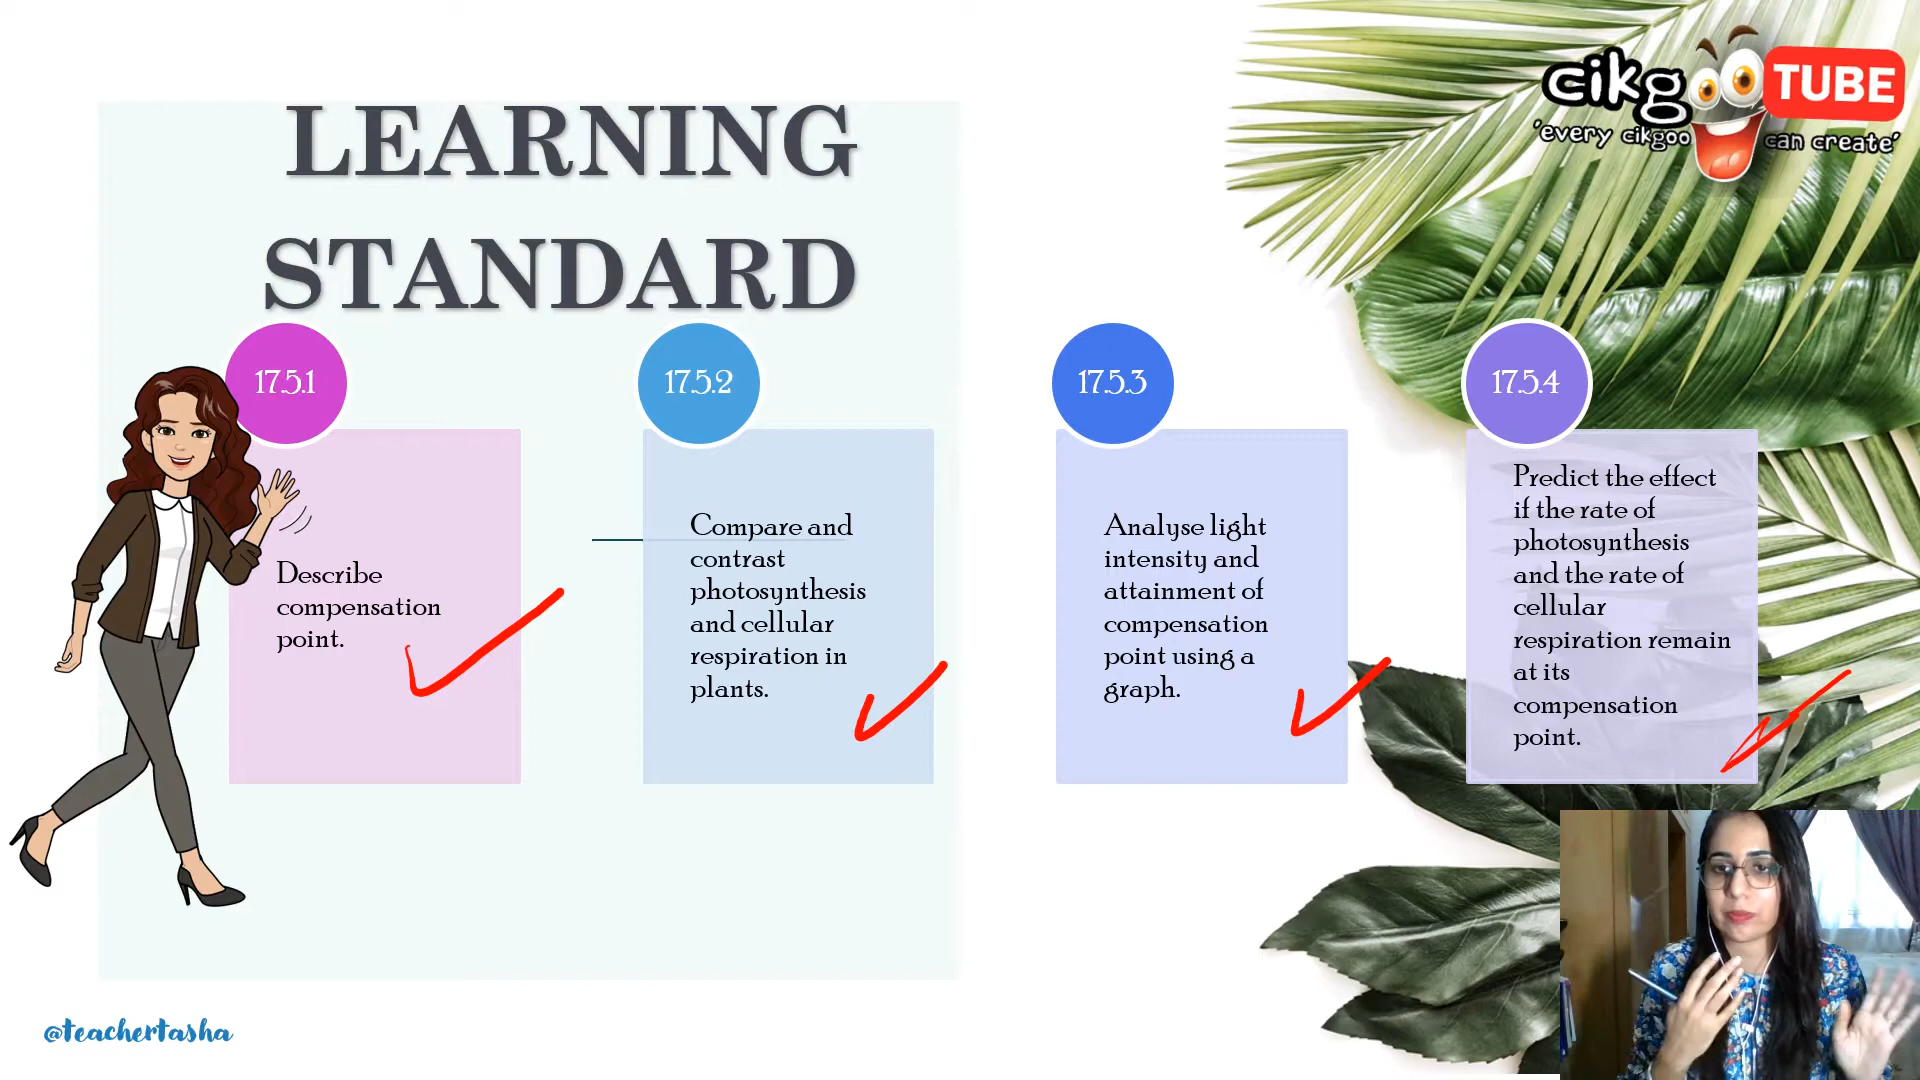 LEARNING
STANDARD
cikgoo TUBE
'every cikgoo can create'
17.5.1
Describe
compensation
point.
17.5.2
Compare and
contrast
photosynthesis
and cellular
respiration in
plants.
17.5.3
Analyse light
intensity and
attainment of
compensation
point using a
graph.
17.5.4
Predict the effect
if the rate of
photosynthesis
and the rate of
cellular
respiration remain
at its
compensation
point.
@teachertasha